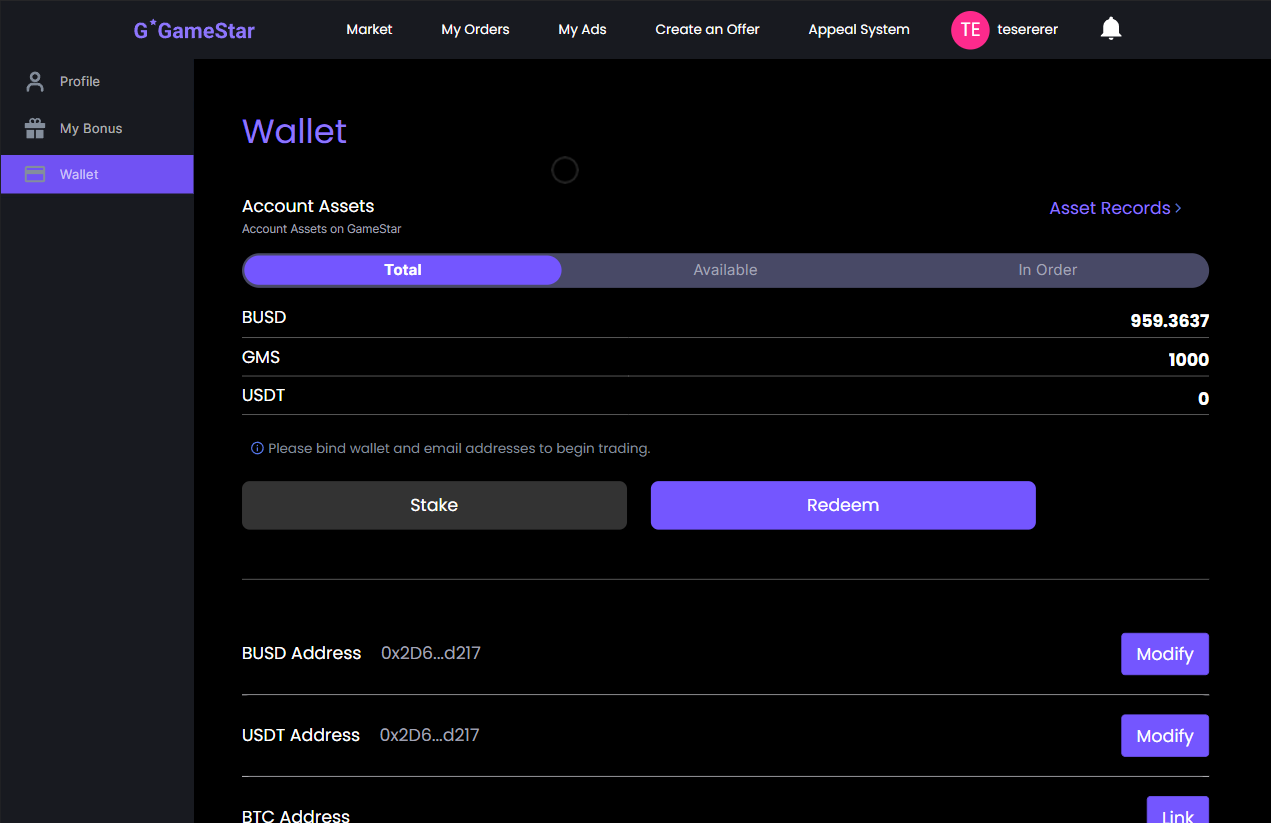 G*GameStar
Market
My Orders
My Ads
Create an Offer
Appeal System
TE
tesererer
Profile
My Bonus
Wallet
Wallet
Account Assets
Asset Records >
Account Assets on GameStar
Total
Available
In Order
BUSD
959.3637
GMS
1000
USDT
0
Please bind wallet and email addresses to begin trading.
Stake
Redeem
BUSD Address
0x2D6...d217
Modify
USDT Address
0x2D6...d217
Modify
BTC Address
Link